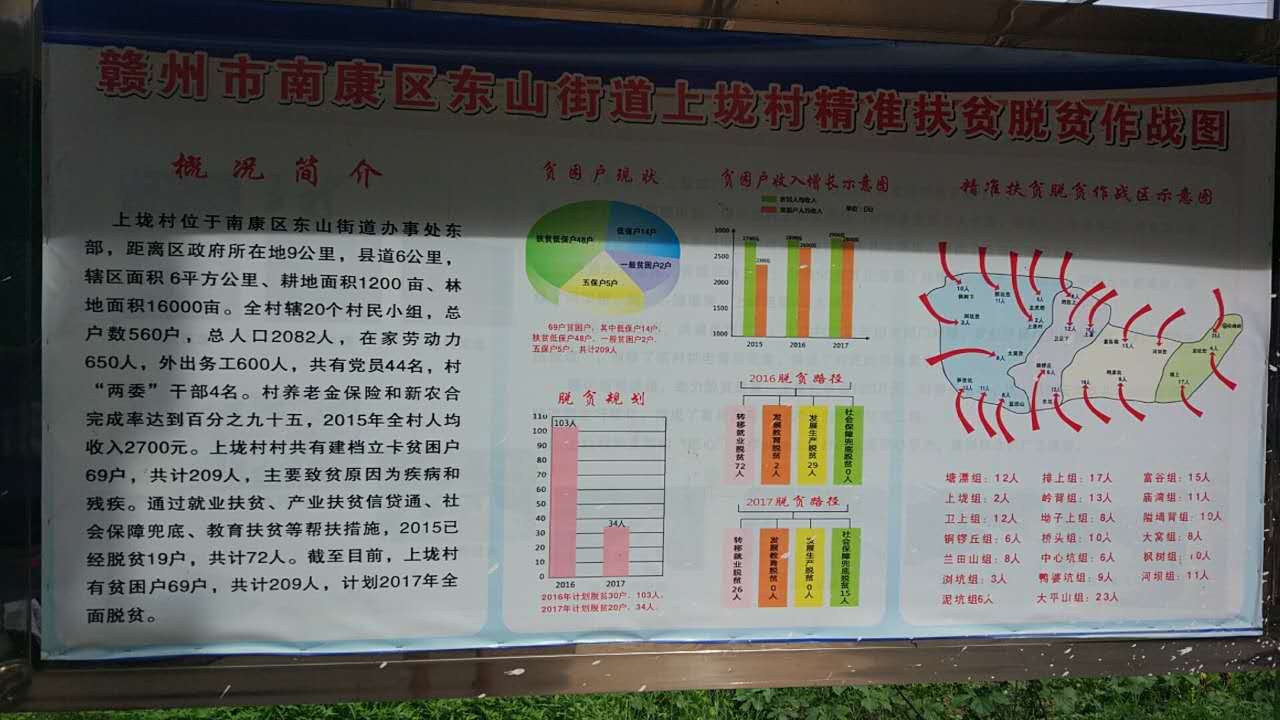 赣州市南康区东山街道上垅村精准扶贫脱贫作战图
概况简介
上垅村位于南康区东山街道办事处东
部，距离区政府所在地9公里，县道6公里，
辖区面积 6平方公里、耕地面积1200 亩、林
地面积16000亩。全村辖20个村民小组，总
户数560户，总人口2082人，在家劳动力
650人，外出务工600人，共有党员44名，村
“两委”干部4名。村养老金保险和新农合
完成率达到百分之九十五，2015年全村人均
收入2700元。上垅村村共有建档立卡贫困户
69户，共计209人，主要致贫原因为疾病和
残疾。通过就业扶贫、产业扶贫信贷通、社
会保障兜底、教育扶贫等帮扶措施，2015已
经脱贫19户，共计72人。截至目前，上垅村
有贫困户69户，共计209人，计划2017年全
面脱贫。
贫困户现状
扶贫低保户48户
低保户14户
一般贫困户2户
五保户5户
69户贫困户，其中低保户14户，
扶贫低保户48户，一般贫困户2户，
五保户5户，共计209人
脱贫规划
110
100
90
80
70
60
50
40
30
20
10
0
103人
34人
2016
2017
2016年计划脱贫30户，103人，
2017年计划脱贫20户，34人。
贫困户收入增长示意图
3000
2500
2000
1500
1000
2015
2016
2017
2016脱贫路径
转移就业脱贫72人
发展教育脱贫2人
发展生产脱贫29人
社会保障兜底脱贫0人
2017脱贫路径
转移就业脱贫26人
发展教育脱贫0人
发展生产脱贫0人
社会保障兜底脱贫15人
精准扶贫脱贫作战区示意图
塘漂组：12人 排上组：17人 富谷组：15人
上垅组：2人 岭背组：13人 庙湾组：11人
卫上组：12人 坳子上组：6人 隘塥背组：10人
铜锣丘组：6人 桥头组：10人 大窝组：8人
兰田山组：8人 中心坑组：6人 枫树组：10人
浏坑组：3人 鸭婆坑组：9人 河坝组：11人
泥坑组6人 大平山组：23人